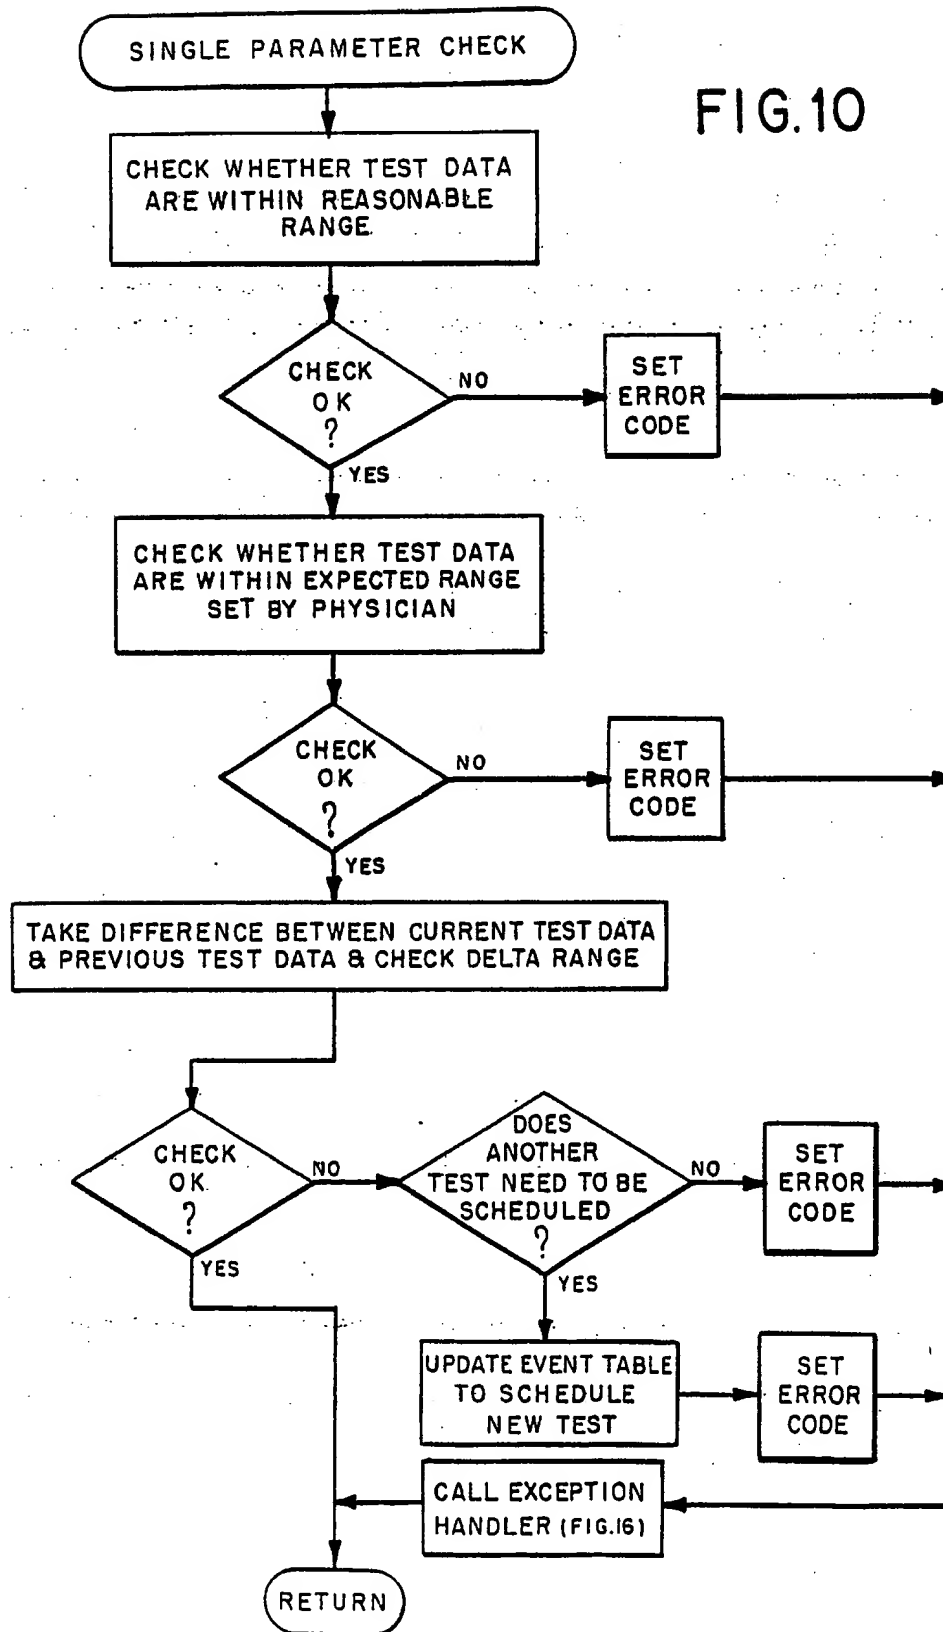 SINGLE PARAMETER CHECK
FIG.10
CHECK WHETHER TEST DATA
ARE WITHIN REASONABLE
RANGE.
CHECK
OK
?
NO
SET
ERROR
CODE
YES
CHECK WHETHER TEST DATA
ARE WITHIN EXPECTED RANGE
SET BY PHYSICIAN
CHECK
OK
?
NO
SET
ERROR
CODE
YES
TAKE DIFFERENCE BETWEEN CURRENT TEST DATA
& PREVIOUS TEST DATA & CHECK DELTA RANGE
CHECK
OK
?
NO
YES
DOES
ANOTHER
TEST NEED TO BE
SCHEDULED
?
NO
SET
ERROR
CODE
YES
UPDATE EVENT TABLE
TO SCHEDULE
NEW TEST
SET
ERROR
CODE
CALL EXCEPTION
HANDLER (FIG.16)
RETURN